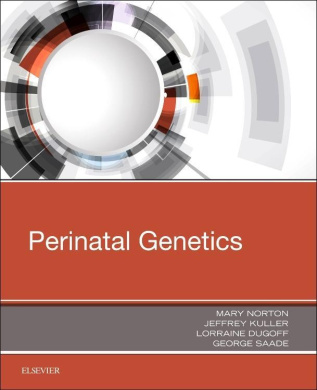 Perinatal Genetics
MARY NORTON
JEFFREY KULLER
LORRAINE DUGOFF
GEORGE SAADE
ELSEVIER